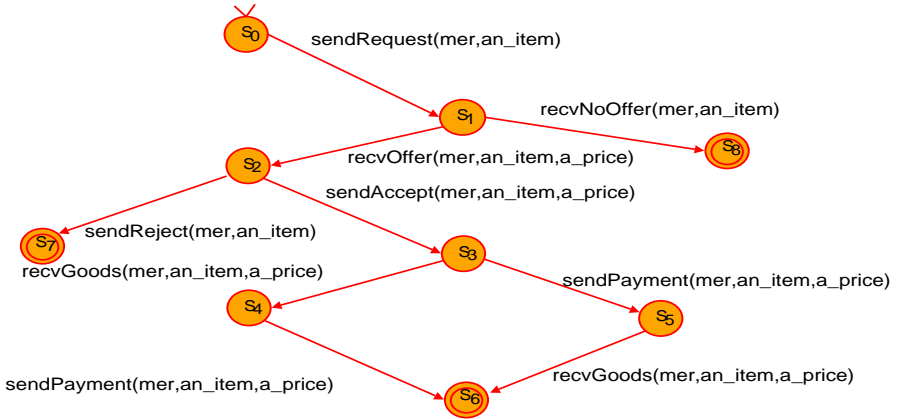 S0
sendRequest(mer,an_item)
recvNoOffer(mer,an_item)
S1
S8
recvOffer(mer,an_item,a_price)
S2
sendAccept(mer,an_item,a_price)
sendReject(mer,an_item)
S7
S3
recvGoods(mer,an_item,a_price)
sendPayment(mer,an_item,a_price)
S4
S5
sendPayment(mer,an_item,a_price)
recvGoods(mer,an_item,a_price)
S6